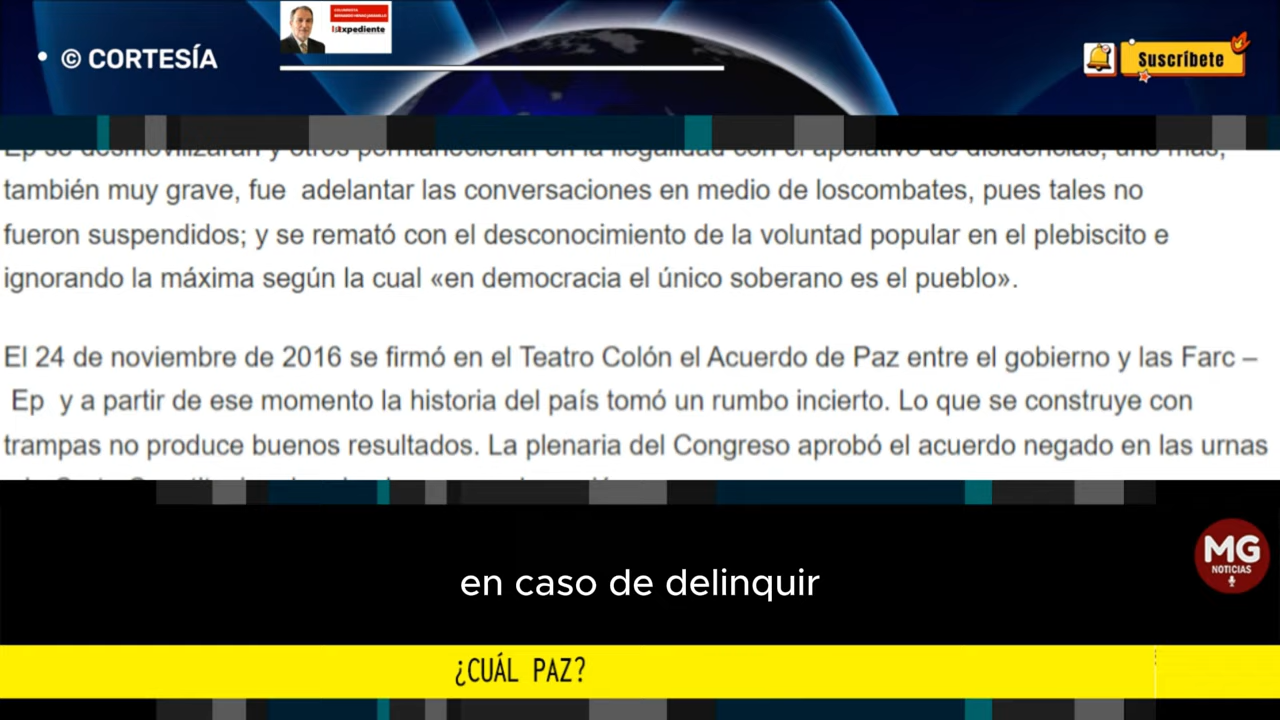 • © CORTESÍA
Expediente
Suscríbete
también muy grave, fue  adelantar las conversaciones en medio de loscombates, pues tales no
fueron suspendidos; y se remató con el desconocimiento de la voluntad popular en el plebiscito e
ignorando la máxima según la cual «en democracia el único soberano es el pueblo».
El 24 de noviembre de 2016 se firmó en el Teatro Colón el Acuerdo de Paz entre el gobierno y las Farc –
Ep  y a partir de ese momento la historia del país tomó un rumbo incierto. Lo que se construye con
trampas no produce buenos resultados. La plenaria del Congreso aprobó el acuerdo negado en las urnas
MG
NOTICIAS
en caso de delinquir
¿CUÁL PAZ?